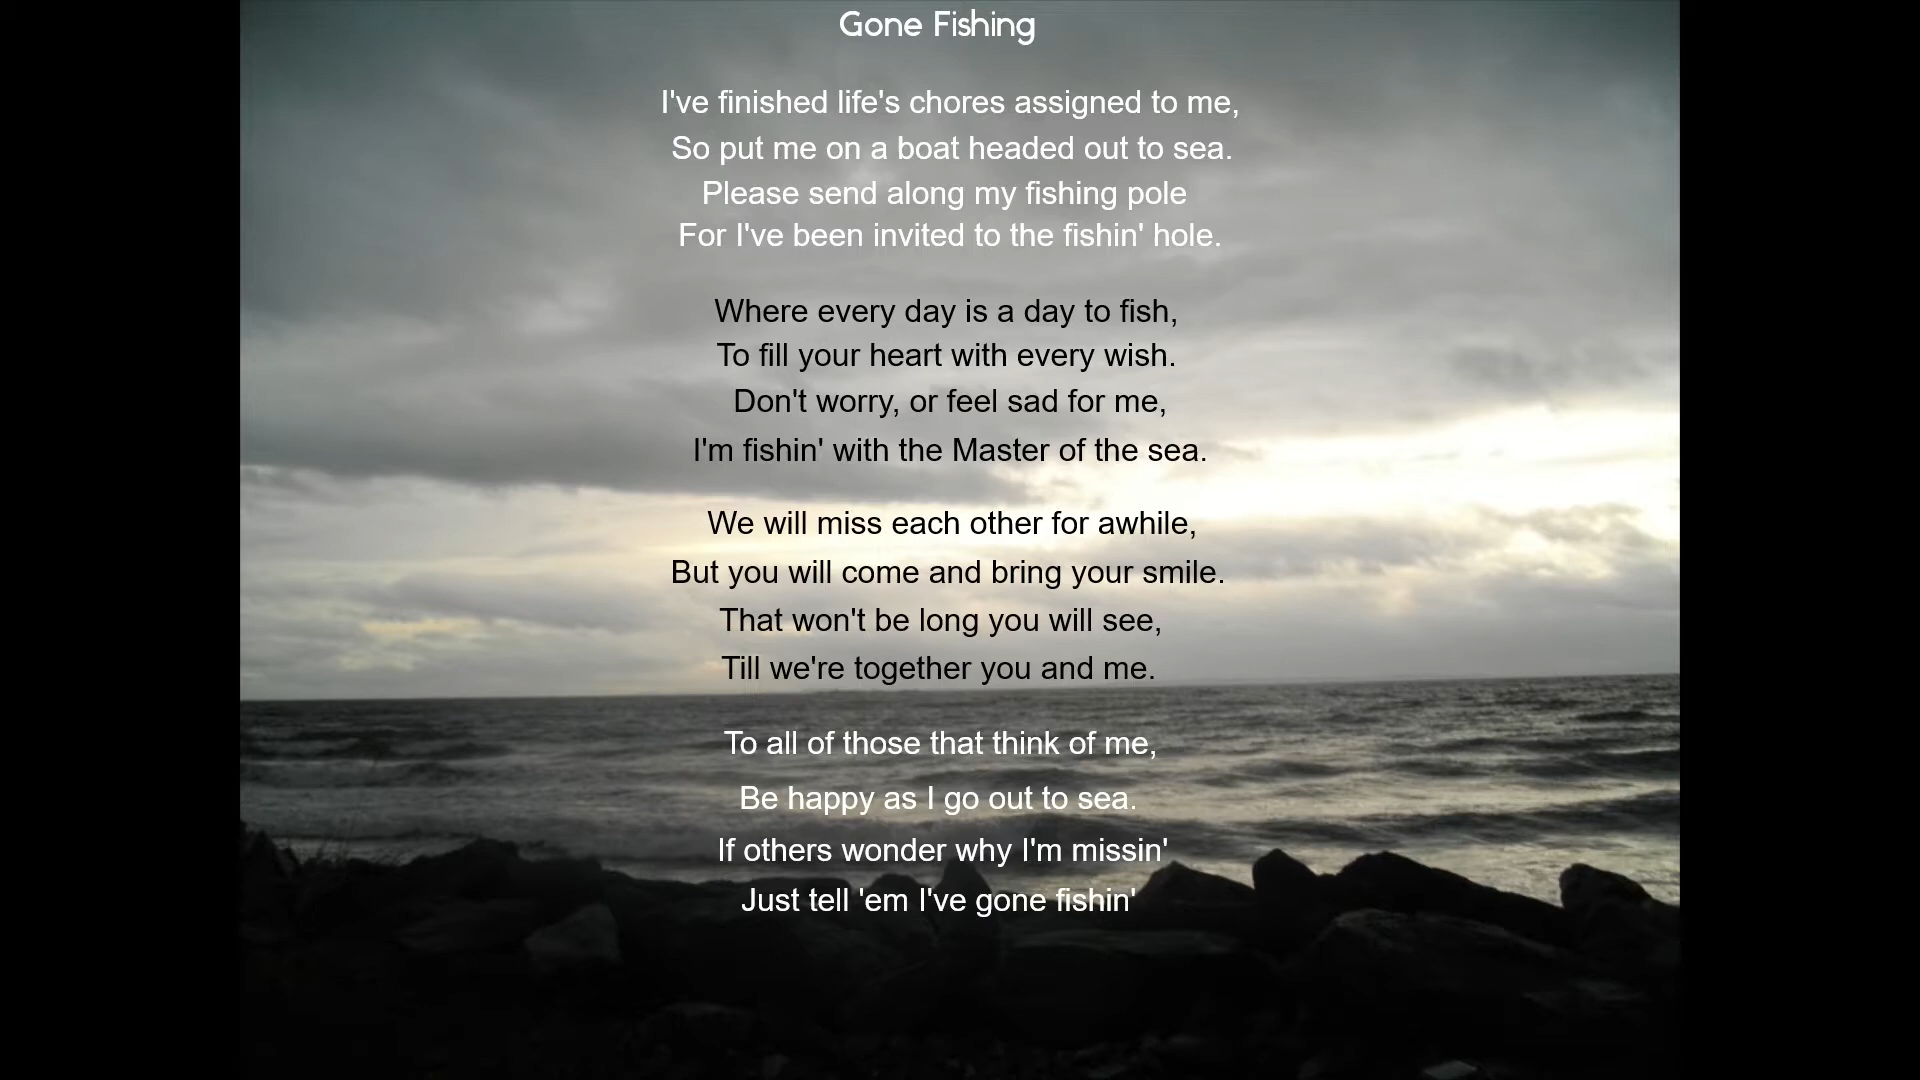 Gone Fishing
I've finished life's chores assigned to me,
So put me on a boat headed out to sea.
Please send along my fishing pole
For I've been invited to the fishin' hole.
Where every day is a day to fish,
To fill your heart with every wish.
Don't worry, or feel sad for me,
I'm fishin' with the Master of the sea.
We will miss each other for awhile,
But you will come and bring your smile.
That won't be long you will see,
Till we're together you and me.
To all of those that think of me,
Be happy as I go out to sea.
If others wonder why I'm missin'
Just tell 'em I've gone fishin'